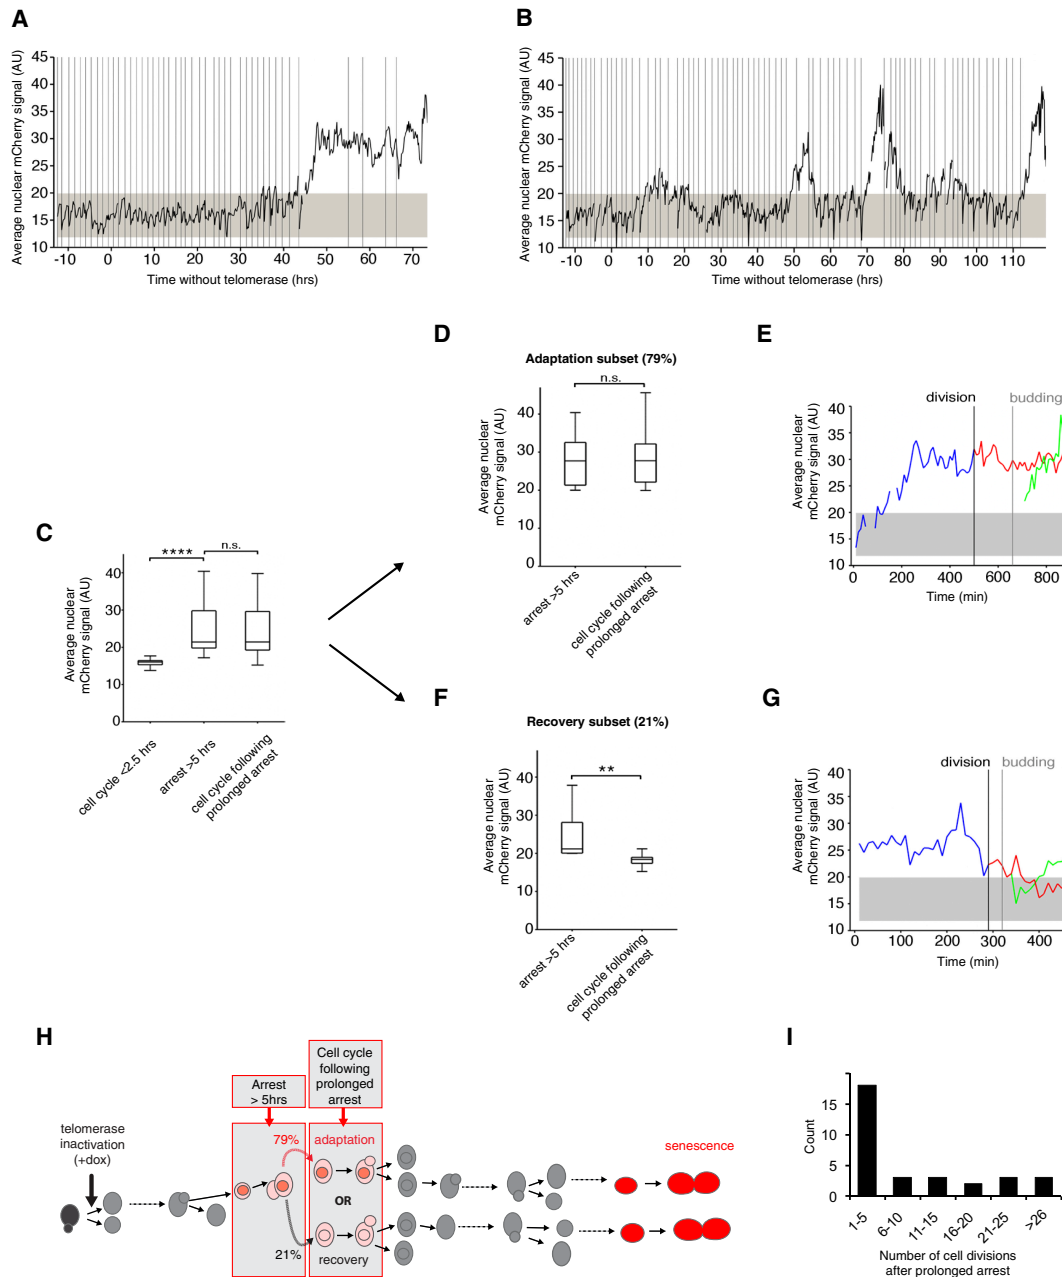 A
Average nuclear mCherry signal (AU)
45
40
35
30
25
20
15
10
-10 0 10 20 30 40 50 60 70
Time without telomerase (hrs)
B
Average nuclear mCherry signal (AU)
45
40
35
30
25
20
15
10
-10 0 10 20 30 40 50 60 70 80 90 100 110
Time without telomerase (hrs)
C
Average nuclear
mCherry signal (AU)
40
30
20
10
0
****
n.s.
cell cycle <2.5 hrs
arrest >5 hrs
cell cycle following
prolonged arrest
D
Adaptation subset (79%)
n.s.
Average nuclear
mCherry signal (AU)
40
30
20
10
0
arrest >5 hrs
cell cycle following
prolonged arrest
E
division
budding
Average nuclear
mCherry signal (AU)
40
35
30
25
20
15
10
0 200 400 600 800
Time (min)
F
Recovery subset (21%)
**
Average nuclear
mCherry signal (AU)
40
30
20
10
0
arrest >5 hrs
cell cycle following
prolonged arrest
G
division
budding
Average nuclear
mCherry signal (AU)
40
35
30
25
20
15
10
0 100 200 300 400
Time (min)
H
telomerase
inactivation
(+dox)
Arrest
> 5hrs
Cell cycle
following
prolonged
arrest
79%
adaptation
OR
21%
recovery
senescence
I
Count
15
10
5
0
1-5
6-10
11-15
16-20
21-25
>26
Number of cell divisions
after prolonged arrest